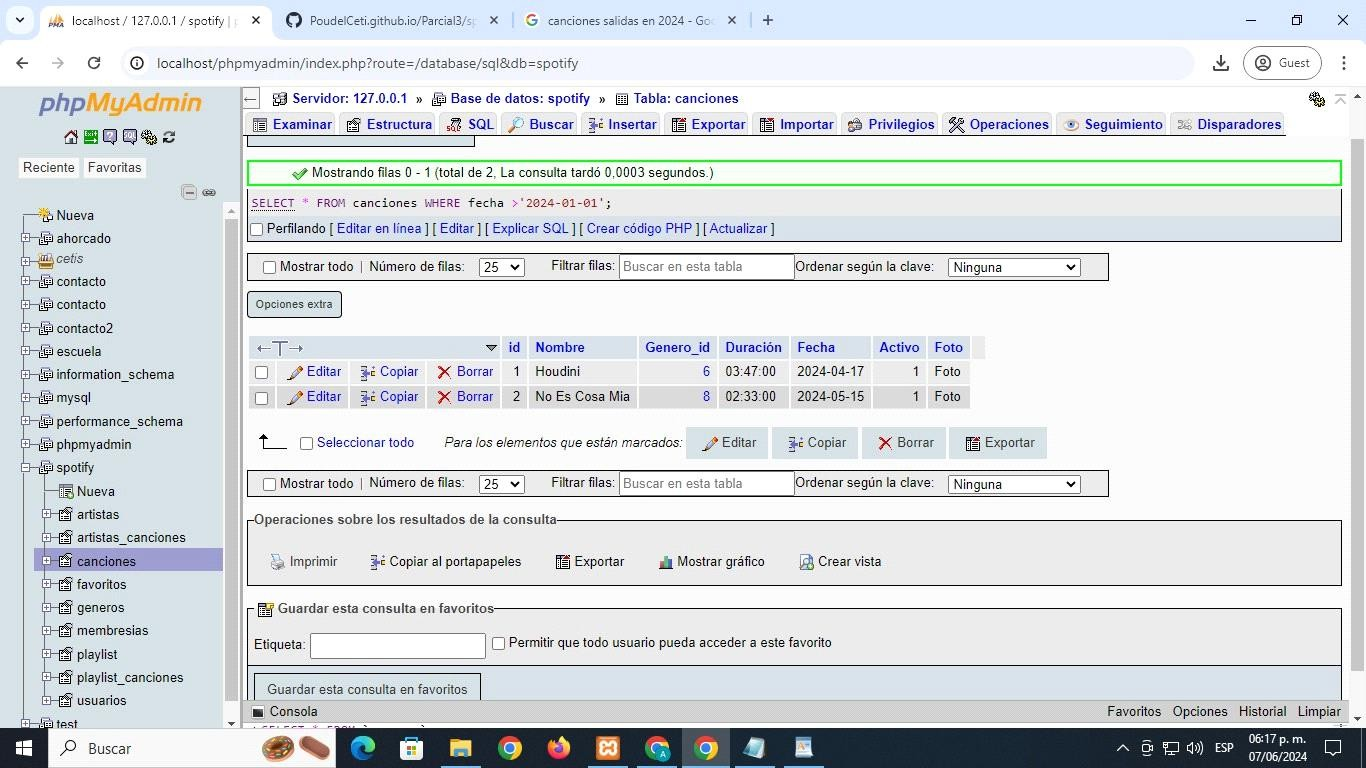 localhost / 127.0.0.1 / spotify |
PoudelCeti.github.io/Parcial3/s
canciones salidas en 2024 - Goo
localhost/phpmyadmin/index.php?route=/database/sql&db=spotify
Guest
phpMyAdmin
Reciente Favoritas
Nueva
ahorcado
cetis
contacto
contacto
contacto2
escuela
information_schema
mysql
performance_schema
phpmyadmin
spotify
Nueva
artistas
artistas_canciones
canciones
favoritos
generos
membresias
playlist
playlist_canciones
usuarios
test
Servidor: 127.0.0.1 » Base de datos: spotify » Tabla: canciones
Examinar Estructura SQL Buscar Insertar Exportar Importar Privilegios Operaciones Seguimiento Disparadores
Mostrando filas 0 - 1 (total de 2, La consulta tardó 0,0003 segundos.)
SELECT * FROM canciones WHERE fecha >'2024-01-01';
Perfilando [ Editar en línea ] [ Editar ] [ Explicar SQL ] [ Crear código PHP ] [ Actualizar ]
Mostrar todo | Número de filas: 25 Filtrar filas: Buscar en esta tabla Ordenar según la clave: Ninguna
Opciones extra
←T→ id Nombre Genero_id Duración Fecha Activo Foto
Editar Copiar Borrar 1 Houdini 6 03:47:00 2024-04-17 1 Foto
Editar Copiar Borrar 2 No Es Cosa Mia 8 02:33:00 2024-05-15 1 Foto
Seleccionar todo Para los elementos que están marcados: Editar Copiar Borrar Exportar
Mostrar todo | Número de filas: 25 Filtrar filas: Buscar en esta tabla Ordenar según la clave: Ninguna
Operaciones sobre los resultados de la consulta
Imprimir Copiar al portapapeles Exportar Mostrar gráfico Crear vista
Guardar esta consulta en favoritos
Etiqueta: Permitir que todo usuario pueda acceder a este favorito
Guardar esta consulta en favoritos
Consola Favoritos Opciones Historial Limpiar
Buscar
ESP
06:17 p. m.
07/06/2024